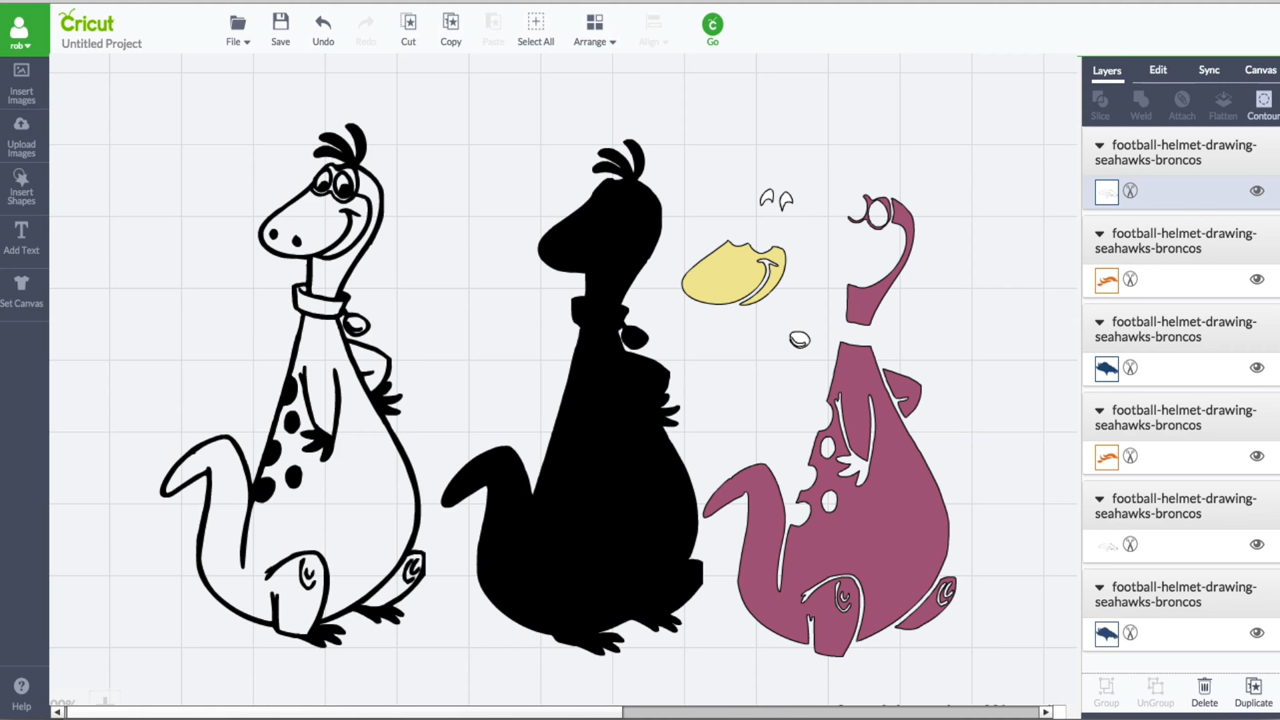 Cricut
Untitled Project
rob
File
Save
Undo
Redo
Cut
Copy
Paste
Select All
Arrange
Align
Go
C
Insert
Images
Upload
Images
Insert
Shapes
T
Add Text
Set Canvas
?
Help
Layers
Edit
Sync
Canvas
Slice
Weld
Attach
Flatten
Contour
football-helmet-drawing-
seahawks-broncos
football-helmet-drawing-
seahawks-broncos
football-helmet-drawing-
seahawks-broncos
football-helmet-drawing-
seahawks-broncos
football-helmet-drawing-
seahawks-broncos
football-helmet-drawing-
seahawks-broncos
Group
UnGroup
Delete
Duplicate